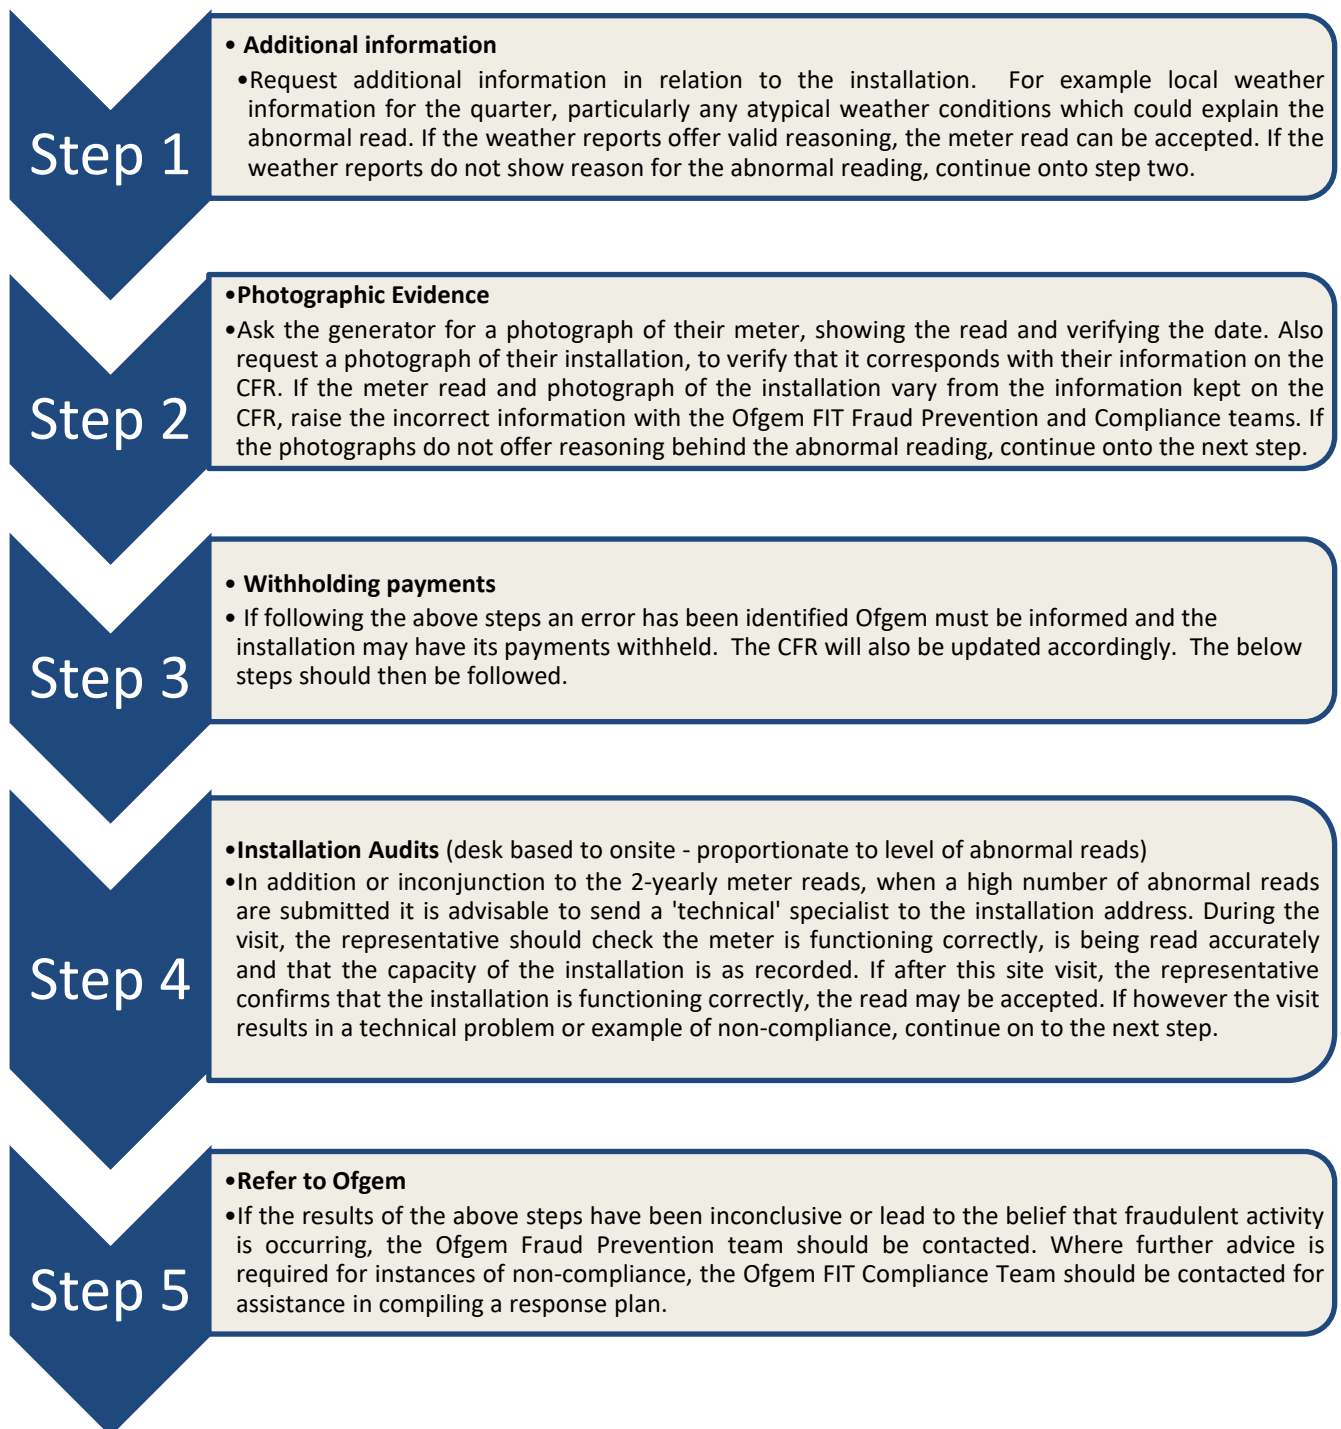 Step 1
• Additional information
•Request additional information in relation to the installation. For example local weather
information for the quarter, particularly any atypical weather conditions which could explain the
abnormal read. If the weather reports offer valid reasoning, the meter read can be accepted. If the
weather reports do not show reason for the abnormal reading, continue onto step two.
Step 2
•Photographic Evidence
•Ask the generator for a photograph of their meter, showing the read and verifying the date. Also
request a photograph of their installation, to verify that it corresponds with their information on the
CFR. If the meter read and photograph of the installation vary from the information kept on the
CFR, raise the incorrect information with the Ofgem FIT Fraud Prevention and Compliance teams. If
the photographs do not offer reasoning behind the abnormal reading, continue onto the next step.
Step 3
• Withholding payments
• If following the above steps an error has been identified Ofgem must be informed and the
installation may have its payments withheld. The CFR will also be updated accordingly. The below
steps should then be followed.
Step 4
•Installation Audits (desk based to onsite - proportionate to level of abnormal reads)
•In addition or inconjunction to the 2-yearly meter reads, when a high number of abnormal reads
are submitted it is advisable to send a 'technical' specialist to the installation address. During the
visit, the representative should check the meter is functioning correctly, is being read accurately
and that the capacity of the installation is as recorded. If after this site visit, the representative
confirms that the installation is functioning correctly, the read may be accepted. If however the visit
results in a technical problem or example of non-compliance, continue on to the next step.
Step 5
•Refer to Ofgem
•If the results of the above steps have been inconclusive or lead to the belief that fraudulent activity
is occurring, the Ofgem Fraud Prevention team should be contacted. Where further advice is
required for instances of non-compliance, the Ofgem FIT Compliance Team should be contacted for
assistance in compiling a response plan.